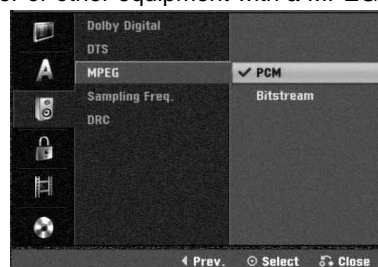 Dolby Digital
DTS
MPEG
✓ PCM
Sampling Freq.
Bitstream
DRC
A
Prev. Select Close